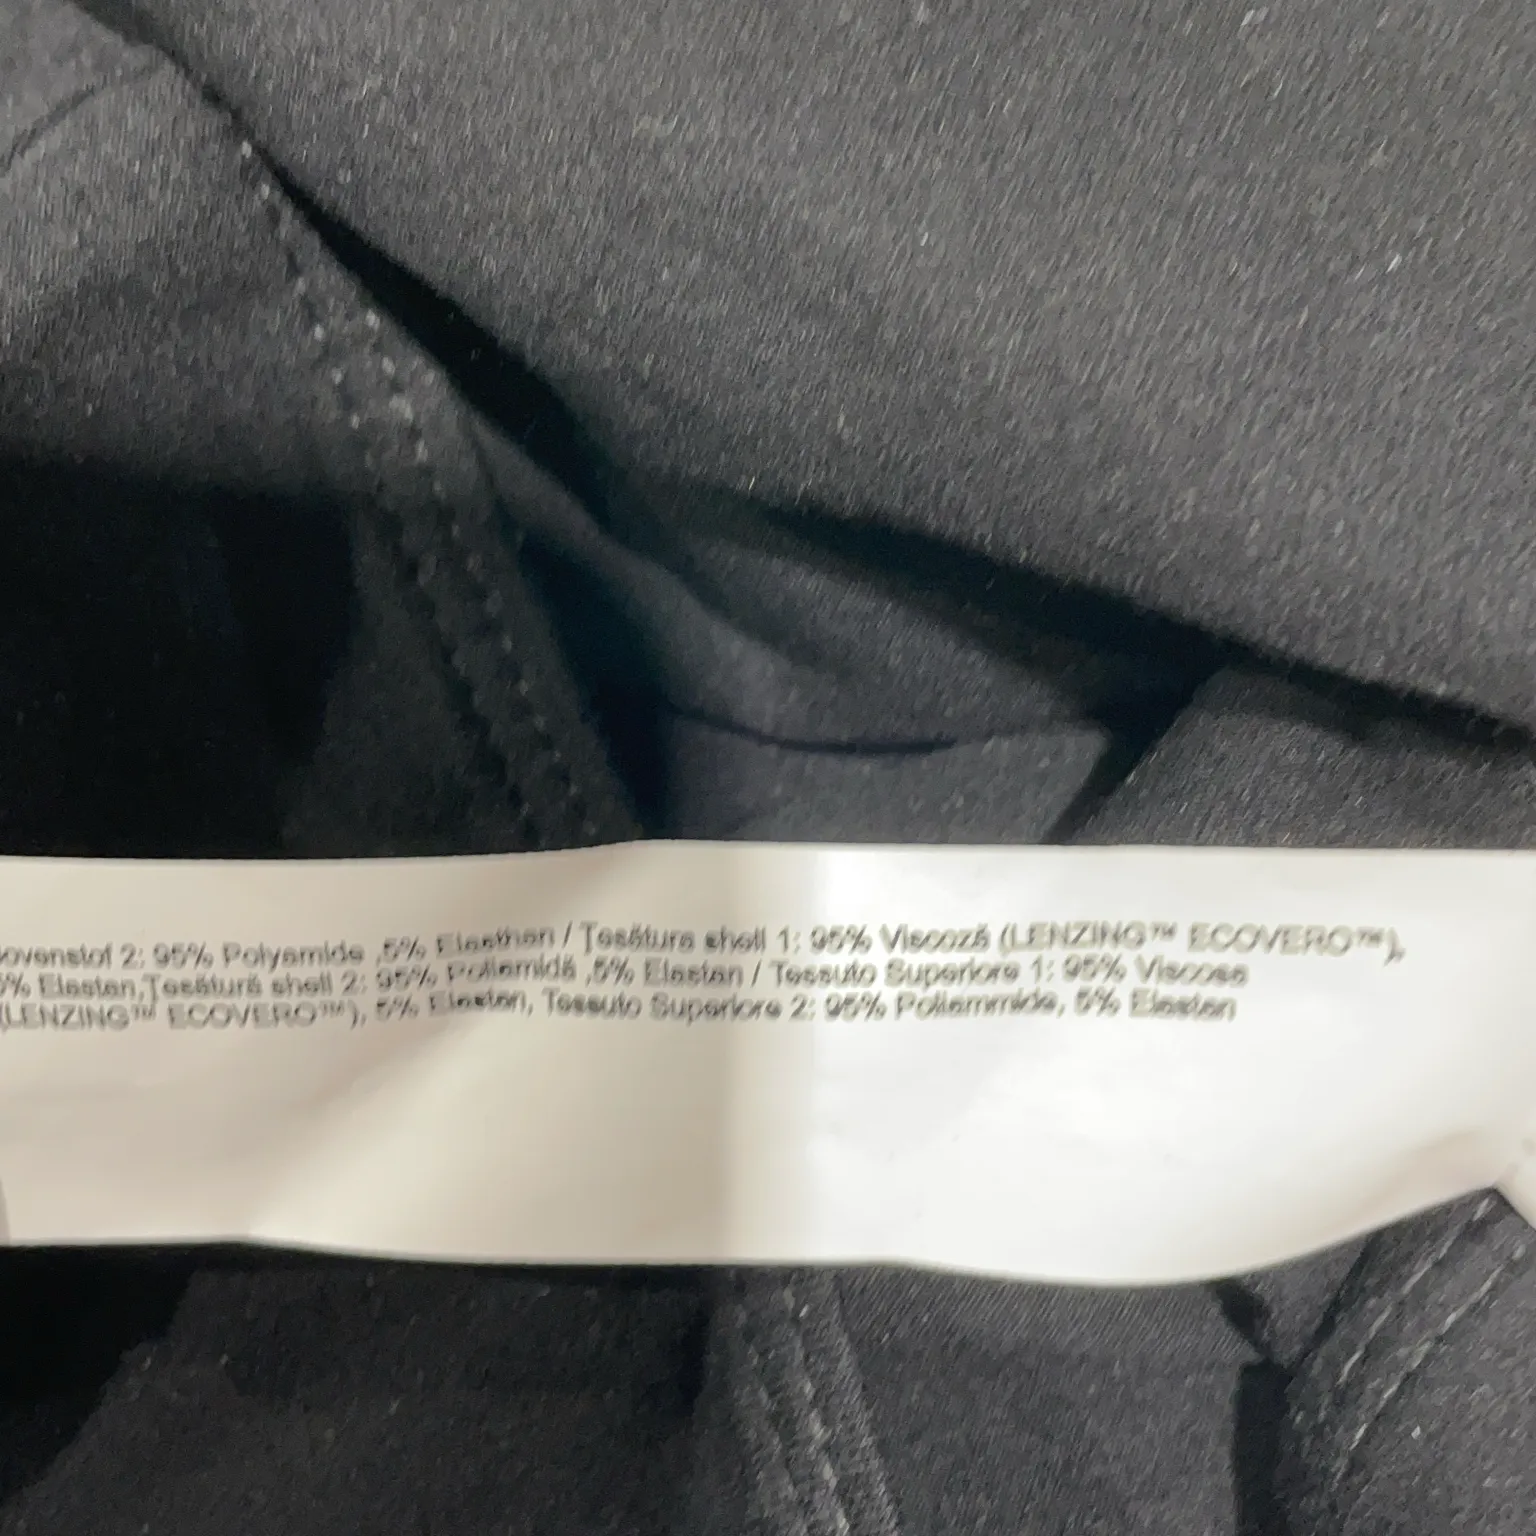 ovenstof 2: 95% Polyamide ,5% Elasthan / Țesătura shell 1: 95% Viscoză (LENZING™ ECOVERO™),
5% Elastan,Țesătură shell 2: 95% Poliamidă ,5% Elastan / Tessuto Superiore 1: 95% Viscosa
(LENZING™ ECOVERO™), 5% Elastan, Tessuto Superiore 2: 95% Poliammide, 5% Elastan